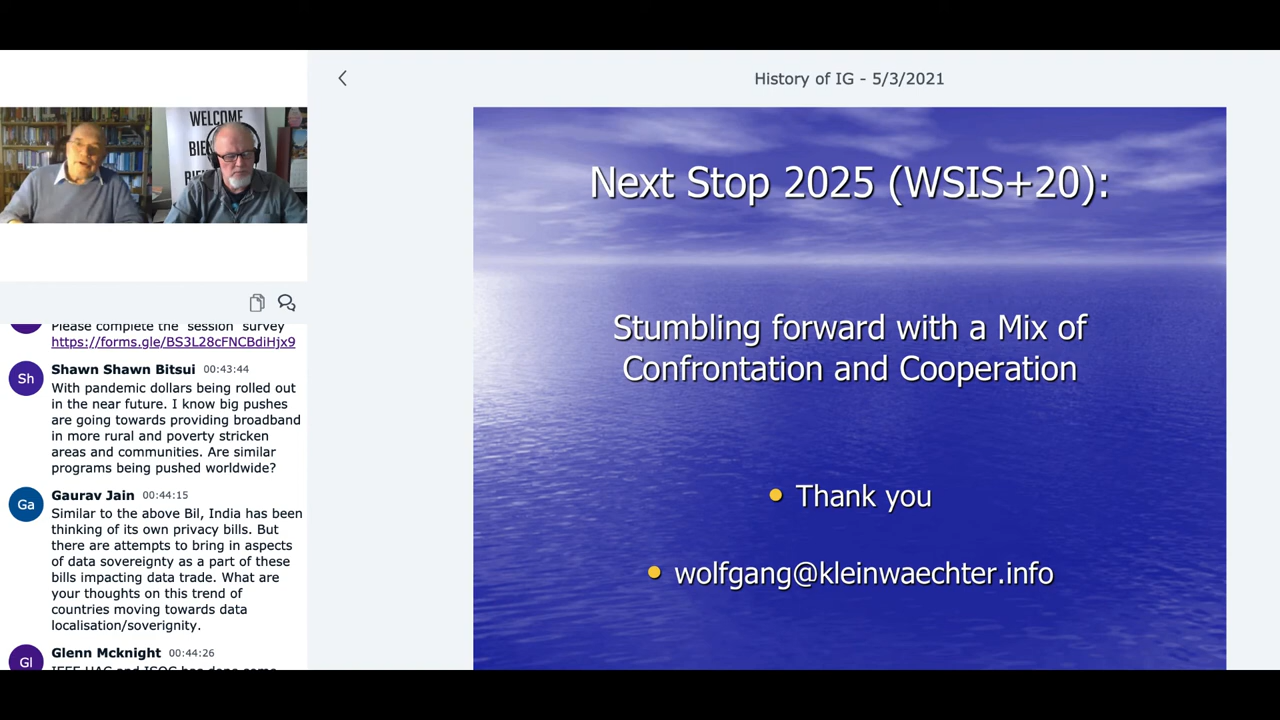 History of IG - 5/3/2021
WELCOME
Please complete the "session" survey
https://forms.gle/BS3L28cFNCBdiHjx9
Sh
Shawn Shawn Bitsui 00:43:44
With pandemic dollars being rolled out
in the near future. I know big pushes
are going towards providing broadband
in more rural and poverty stricken
areas and communities. Are similar
programs being pushed worldwide?
Ga
Gaurav Jain 00:44:15
Similar to the above Bil, India has been
thinking of its own privacy bills. But
there are attempts to bring in aspects
of data sovereignty as a part of these
bills impacting data trade. What are
your thoughts on this trend of
countries moving towards data
localisation/soverignity.
Gl
Glenn Mcknight 00:44:26
Next Stop 2025 (WSIS+20):
Stumbling forward with a Mix of
Confrontation and Cooperation
• Thank you
• wolfgang@kleinwaechter.info